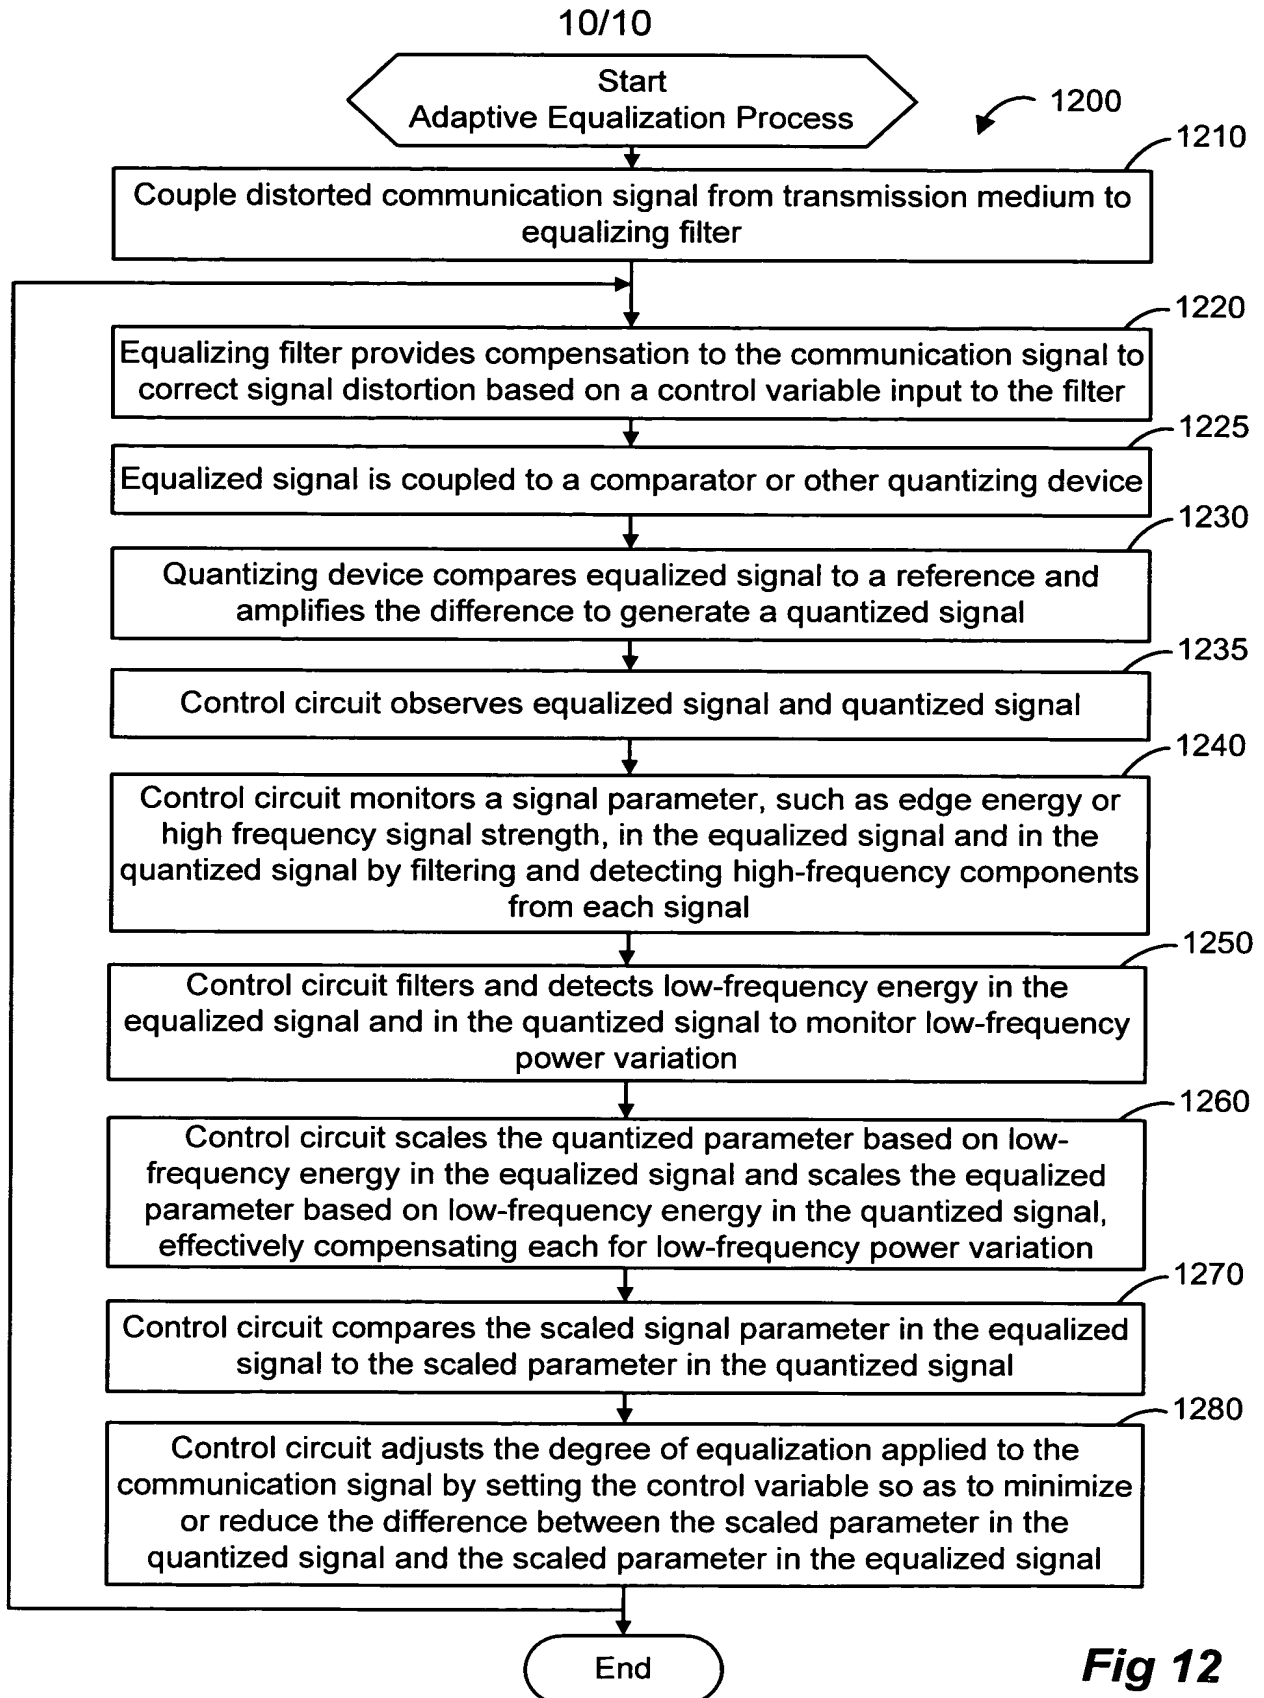 10/10
Start
Adaptive Equalization Process
1200
1210
Couple distorted communication signal from transmission medium to
equalizing filter
1220
Equalizing filter provides compensation to the communication signal to
correct signal distortion based on a control variable input to the filter
1225
Equalized signal is coupled to a comparator or other quantizing device
1230
Quantizing device compares equalized signal to a reference and
amplifies the difference to generate a quantized signal
1235
Control circuit observes equalized signal and quantized signal
1240
Control circuit monitors a signal parameter, such as edge energy or
high frequency signal strength, in the equalized signal and in the
quantized signal by filtering and detecting high-frequency components
from each signal
1250
Control circuit filters and detects low-frequency energy in the
equalized signal and in the quantized signal to monitor low-frequency
power variation
1260
Control circuit scales the quantized parameter based on low-
frequency energy in the equalized signal and scales the equalized
parameter based on low-frequency energy in the quantized signal,
effectively compensating each for low-frequency power variation
1270
Control circuit compares the scaled signal parameter in the equalized
signal to the scaled parameter in the quantized signal
1280
Control circuit adjusts the degree of equalization applied to the
communication signal by setting the control variable so as to minimize
or reduce the difference between the scaled parameter in the
quantized signal and the scaled parameter in the equalized signal
End
Fig 12